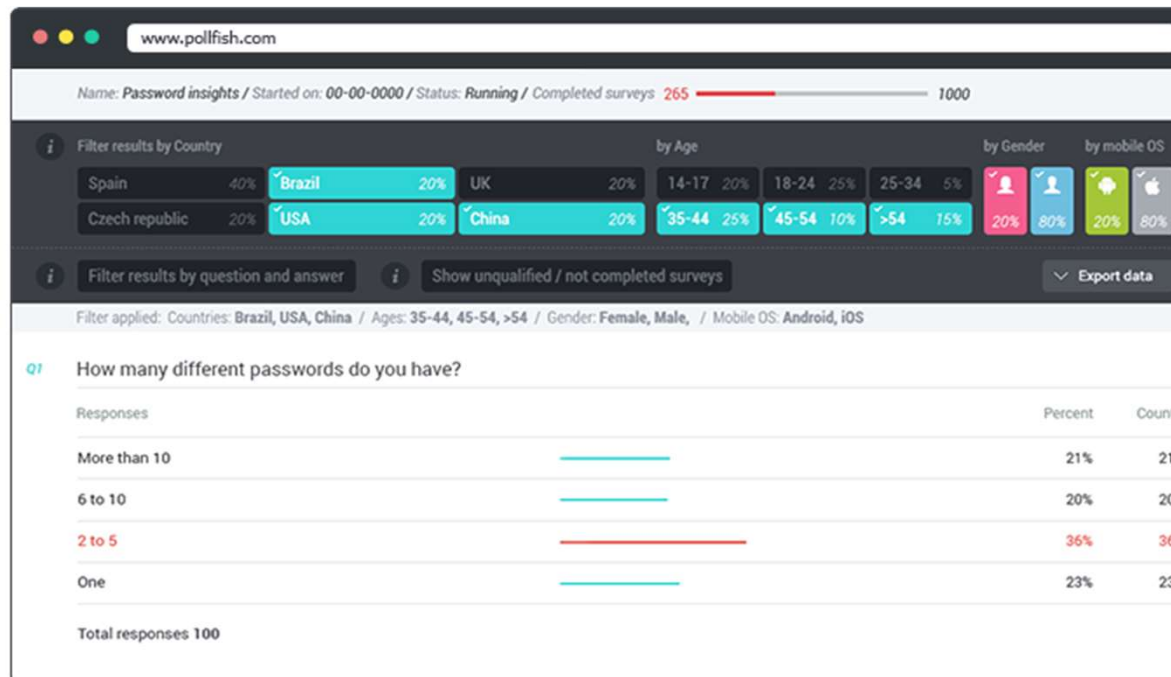 www.pollfish.com
Name: Password insights / Started on: 00-00-0000 / Status: Running / Completed surveys 265 1000
i Filter results by Country by Age by Gender by mobile OS
Spain 40% Brazil 20% UK 20% 14-17 20% 18-24 25% 25-34 5%
Czech republic 20% USA 20% China 20% 35-44 25% 45-54 10% >54 15% 20% 80% 20% 80%
i Filter results by question and answer i Show unqualified / not completed surveys Export data
Filter applied: Countries: Brazil, USA, China / Ages: 35-44, 45-54, >54 / Gender: Female, Male, / Mobile OS: Android, iOS
Q1 How many different passwords do you have?
Responses Percent Coun
More than 10 21% 21
6 to 10 20% 20
2 to 5 36% 36
One 23% 23
Total responses 100